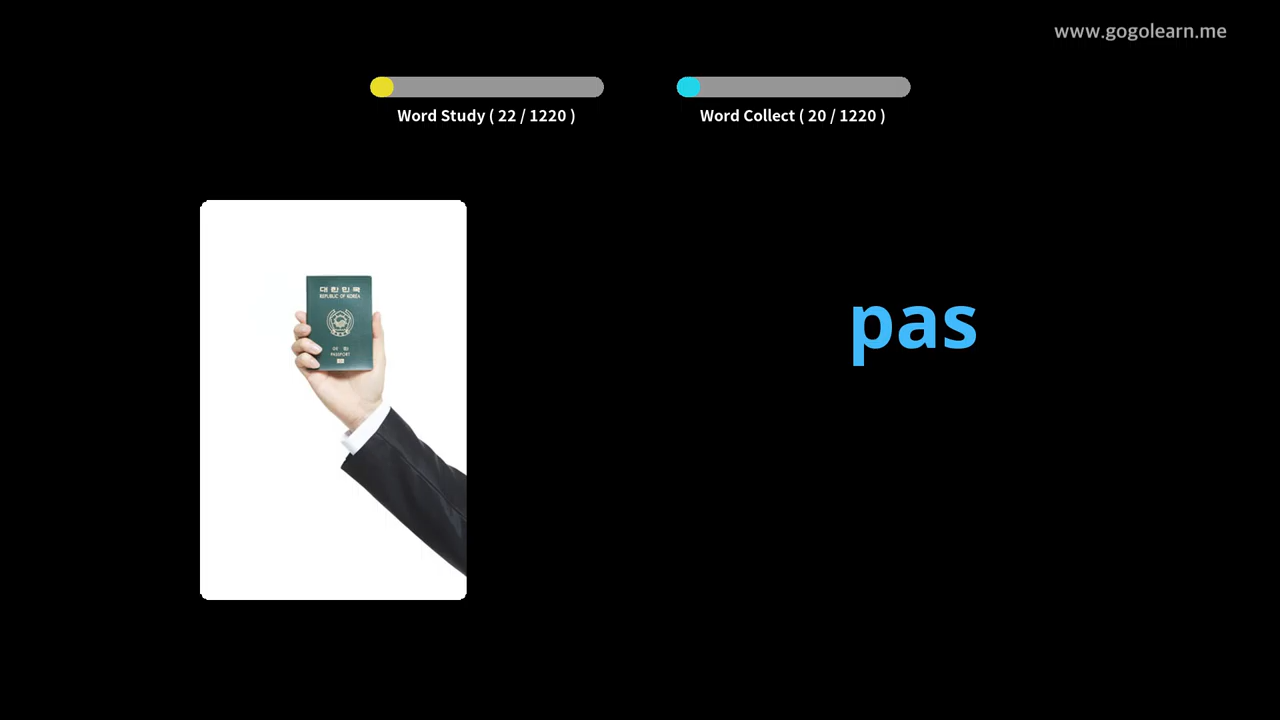 www.gogolearn.me
Word Study ( 22 / 1220 )
Word Collect ( 20 / 1220 )
대한민국
REPUBLIC OF KOREA
여 권
PASSPORT
pas